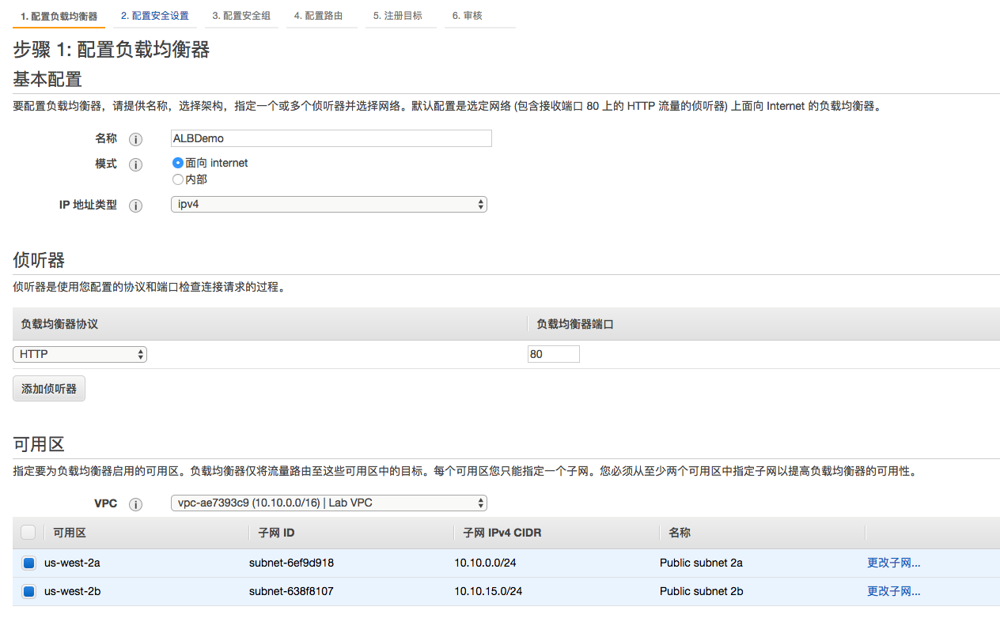 1. 配置负载均衡器 2. 配置安全设置 3. 配置安全组 4. 配置路由 5. 注册目标 6. 审核
步骤 1: 配置负载均衡器
基本配置
要配置负载均衡器，请提供名称，选择架构，指定一个或多个侦听器并选择网络。默认配置是选定网络 (包含接收端口 80 上的 HTTP 流量的侦听器) 上面向 Internet 的负载均衡器。
名称 i ALBDemo
模式 i 面向 internet
内部
IP 地址类型 i ipv4
侦听器
侦听器是使用您配置的协议和端口检查连接请求的过程。
负载均衡器协议 负载均衡器端口
HTTP 80
添加侦听器
可用区
指定要为负载均衡器启用的可用区。负载均衡器仅将流量路由至这些可用区中的目标。每个可用区您只能指定一个子网。您必须从至少两个可用区中指定子网以提高负载均衡器的可用性。
VPC i vpc-ae7393c9 (10.10.0.0/16) | Lab VPC
可用区 子网 ID 子网 IPv4 CIDR 名称
us-west-2a subnet-6ef9d918 10.10.0.0/24 Public subnet 2a 更改子网...
us-west-2b subnet-638f8107 10.10.15.0/24 Public subnet 2b 更改子网...